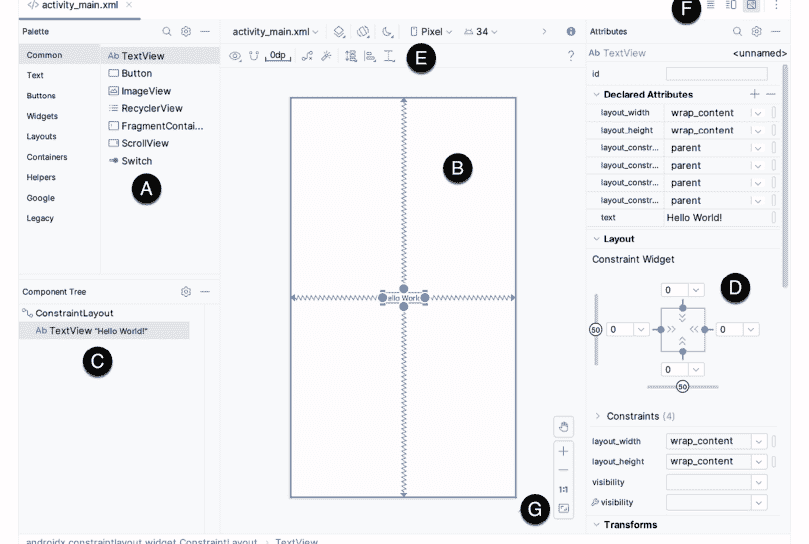 activity_main.xml
F
Palette
Common
Text
Buttons
Widgets
Layouts
Containers
Helpers
Google
Legacy
Ab TextView
Button
ImageView
RecyclerView
FragmentContai...
ScrollView
Switch
A
Component Tree
ConstraintLayout
Ab TextView "Hello World!"
C
activity_main.xml
Pixel
34
0dp
E
?
B
ello Worl
1:1
G
Attributes
Ab TextView <unnamed>
id
Declared Attributes
layout_width wrap_content
layout_height wrap_content
layout_constr... parent
layout_constr... parent
layout_constr... parent
layout_constr... parent
text Hello World!
Layout
Constraint Widget
D
0
50 0 0
0
50
Constraints (4)
layout_width wrap_content
layout_height wrap_content
visibility
visibility
Transforms
androidx.constraintlayout.widget.ConstraintLayout > TextView